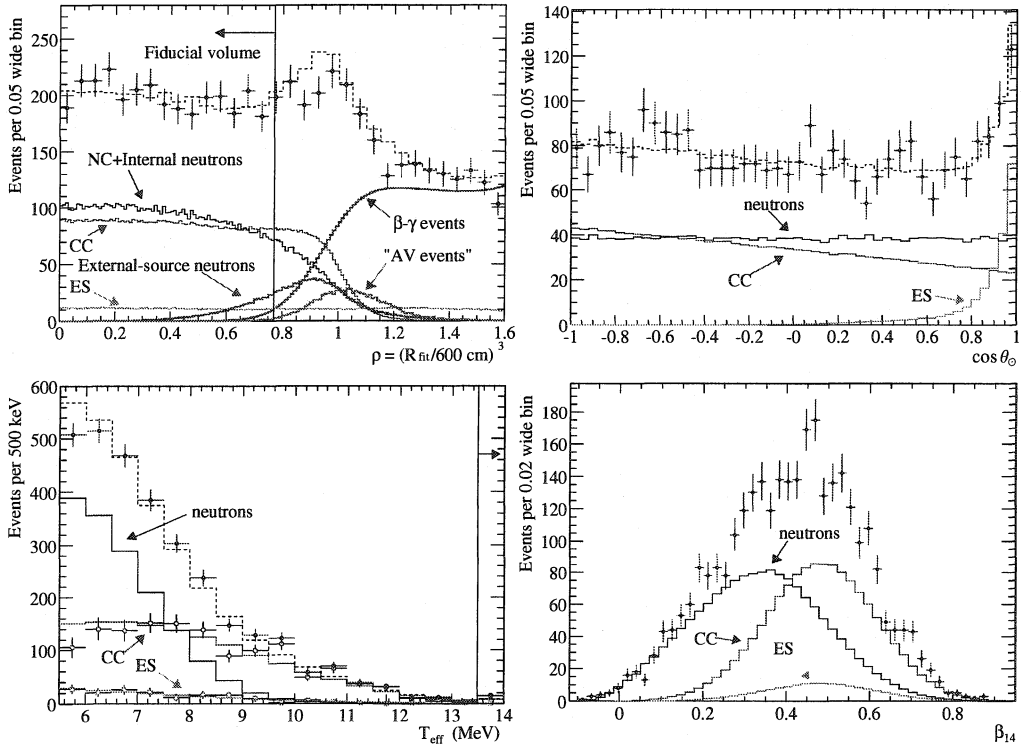 Events per 0.05 wide bin
250
200
150
100
50
0
Fiducial volume
NC+Internal neutrons
CC
External-source neutrons
ES
β-γ events
"AV events"
0 0.2 0.4 0.6 0.8 1 1.2 1.4 1.6
ρ = (Rfit/600 cm) 3
Events per 0.05 wide bin
140
120
100
80
60
40
20
0
neutrons
CC
ES
-1 -0.8 -0.6 -0.4 -0.2 -0 0.2 0.4 0.6 0.8 1
cos θ⊙
Events per 500 keV
600
500
400
300
200
100
0
neutrons
CC
ES
6 7 8 9 10 11 12 13 14
Teff (MeV)
Events per 0.02 wide bin
180
160
140
120
100
80
60
40
20
0
neutrons
CC
ES
0 0.2 0.4 0.6 0.8
β14